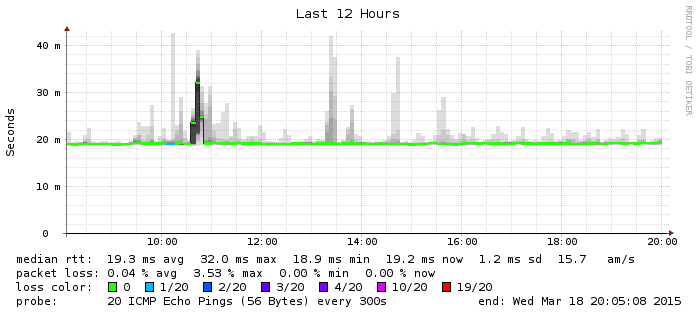 Last 12 Hours
RRDTOOL / TOBI OETIKER
Seconds
40 m
30 m
20 m
10 m
0
10:00 12:00 14:00 16:00 18:00 20:00
median rtt: 19.3 ms avg 32.0 ms max 18.9 ms min 19.2 ms now 1.2 ms sd 15.7 am/s
packet loss: 0.04 % avg 3.53 % max 0.00 % min 0.00 % now
loss color: 0 1/20 2/20 3/20 4/20 10/20 19/20
probe: 20 ICMP Echo Pings (56 Bytes) every 300s end: Wed Mar 18 20:05:08 2015